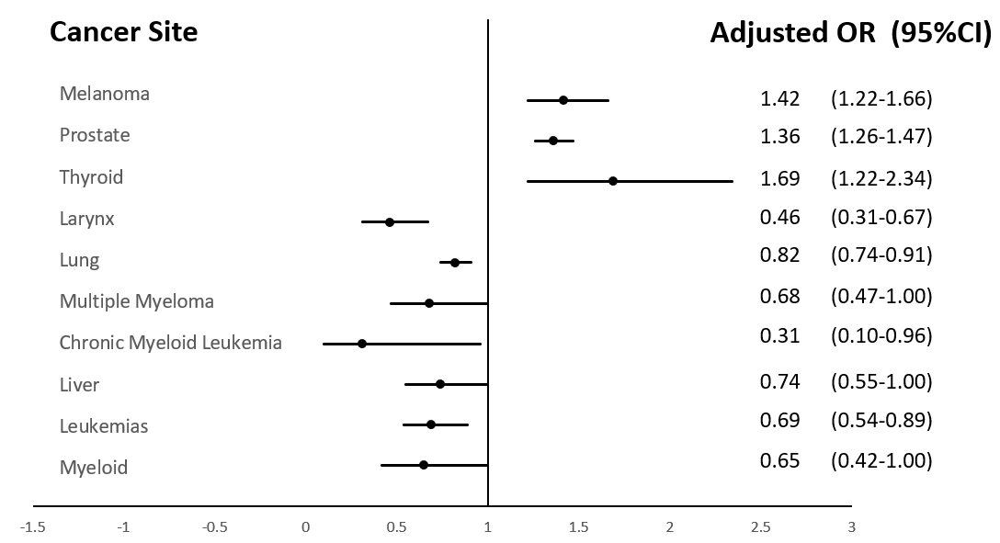 Cancer Site Adjusted OR (95%CI)
Melanoma 1.42 (1.22-1.66)
Prostate 1.36 (1.26-1.47)
Thyroid 1.69 (1.22-2.34)
Larynx 0.46 (0.31-0.67)
Lung 0.82 (0.74-0.91)
Multiple Myeloma 0.68 (0.47-1.00)
Chronic Myeloid Leukemia 0.31 (0.10-0.96)
Liver 0.74 (0.55-1.00)
Leukemias 0.69 (0.54-0.89)
Myeloid 0.65 (0.42-1.00)
-1.5 -1 -0.5 0 0.5 1 1.5 2 2.5 3